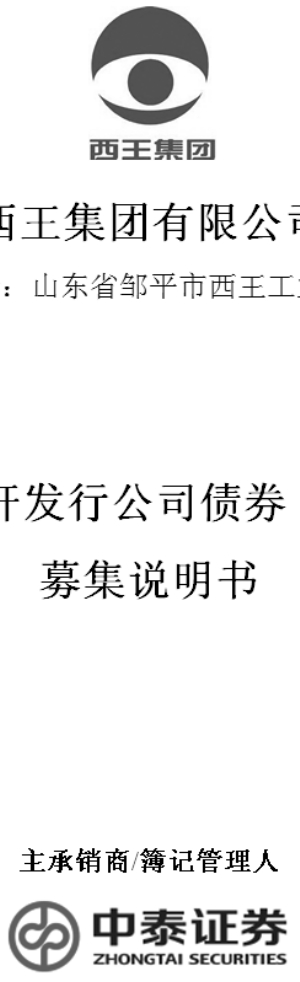 西王集团
西王集团有限公司
：山东省邹平市西王工
开发行公司债券
募集说明书
主承销商/簿记管理人
中泰证券
ZHONGTAI SECURITIES